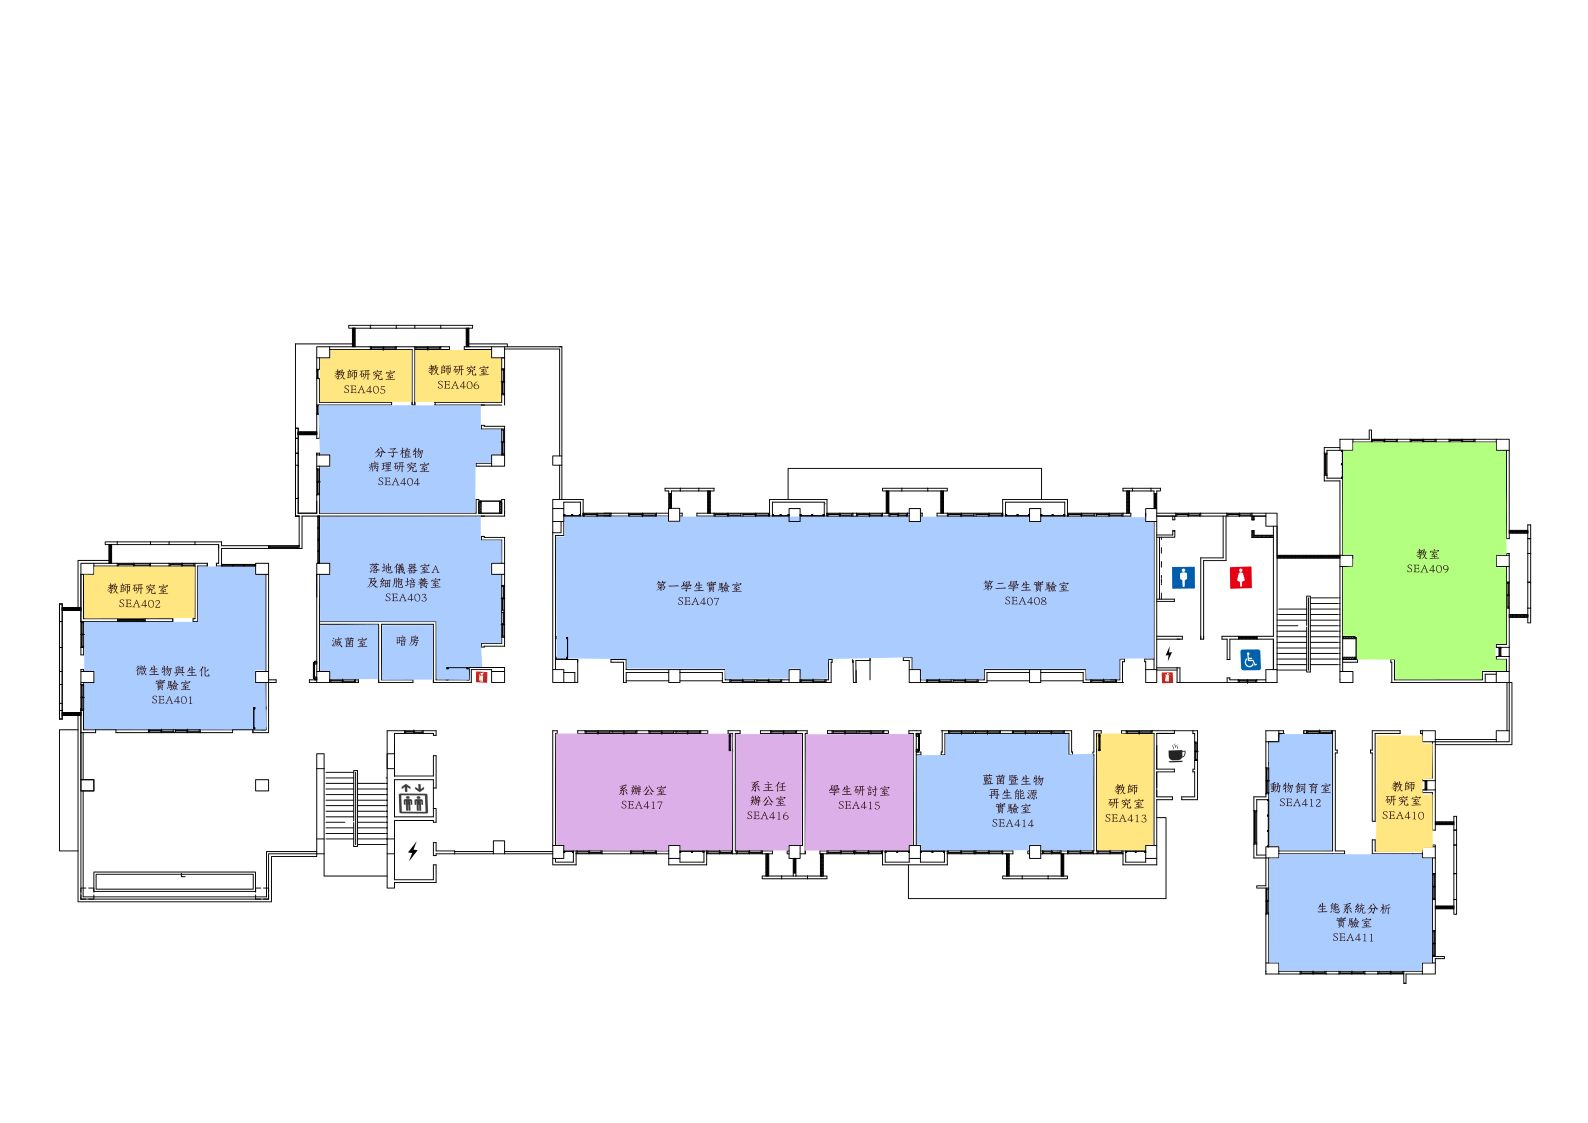 教師研究室
SEA405
教師研究室
SEA406
分子植物
病理研究室
SEA404
落地儀器室A
及細胞培養室
SEA403
滅菌室
暗房
教師研究室
SEA402
微生物與生化
實驗室
SEA401
第一學生實驗室
SEA407
第二學生實驗室
SEA408
教室
SEA409
系辦公室
SEA417
系主任
辦公室
SEA416
學生研討室
SEA415
藍菌暨生物
再生能源
實驗室
SEA414
教師
研究室
SEA413
動物飼育室
SEA412
教師
研究室
SEA410
生態系統分析
實驗室
SEA411